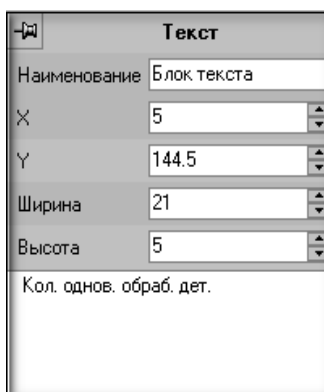 Текст
Наименование Блок текста
X 5
Y 144.5
Ширина 21
Высота 5
Кол. однов. обраб. дет.